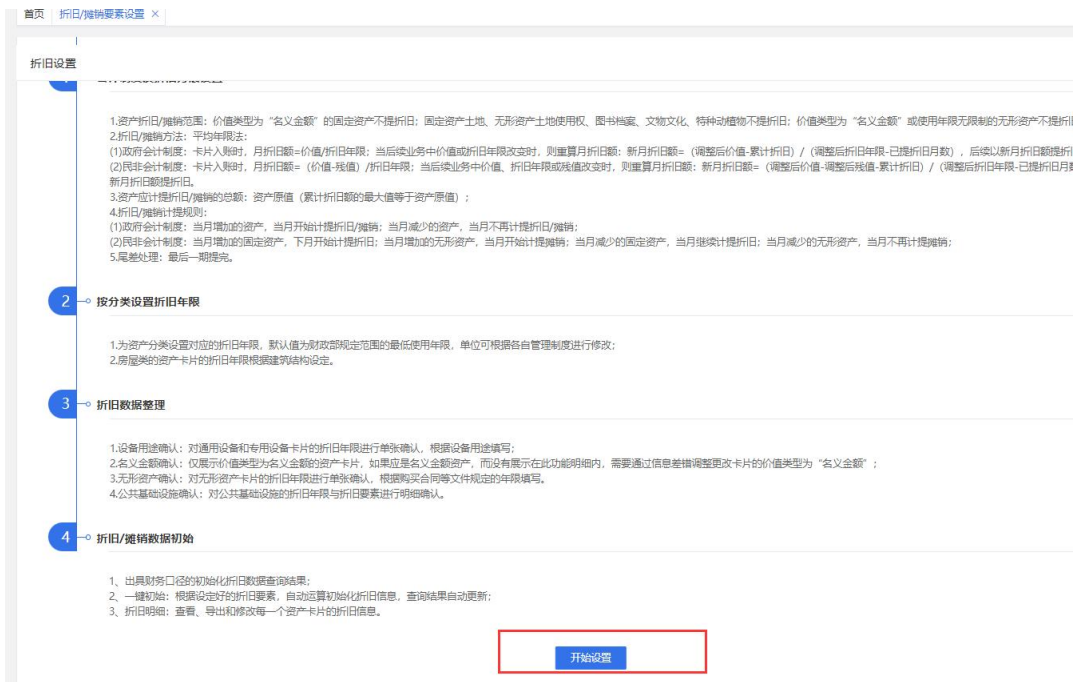 首页 折旧/摊销要素设置 ×
折旧设置
1.资产折旧/摊销范围：价值类型为“名义金额”的固定资产不提折旧；固定资产土地、无形资产土地使用权、图书档案、文物文化、特种动植物不提折旧；价值类型为“名义金额”或使用年限无限制的无形资产不提折旧
2.折旧/摊销方法：平均年限法：
(1)政府会计制度：卡片入账时，月折旧额=价值/折旧年限；当后续业务中价值或折旧年限改变时，则重算月折旧额：新月折旧额=（调整后价值-累计折旧）/（调整后折旧年限-已提折旧月数），后续以新月折旧额提折旧
(2)民非会计制度：卡片入账时，月折旧额=（价值-残值）/折旧年限；当后续业务中价值、折旧年限或残值改变时，则重算月折旧额：新月折旧额=（调整后价值-调整后残值-累计折旧）/（调整后折旧年限-已提折旧月数
新月折旧额提折旧。
3.资产应计提折旧/摊销的总额：资产原值（累计折旧额的最大值等于资产原值）；
4.折旧/摊销计提规则：
(1)政府会计制度：当月增加的资产，当月开始计提折旧/摊销；当月减少的资产，当月不再计提折旧/摊销；
(2)民非会计制度：当月增加的固定资产，下月开始计提折旧；当月增加的无形资产，当月开始计提摊销；当月减少的固定资产，当月继续计提折旧；当月减少的无形资产，当月不再计提摊销；
5.尾差处理：最后一期提完。
2 按分类设置折旧年限
1.为资产分类设置对应的折旧年限，默认值为财政部规定范围的最低使用年限，单位可根据各自管理制度进行修改；
2.房屋类的资产卡片的折旧年限根据建筑结构设定。
3 折旧数据整理
1.设备用途确认：对通用设备和专用设备卡片的折旧年限进行单张确认，根据设备用途填写；
2.名义金额确认：仅展示价值类型为名义金额的资产卡片，如果应是名义金额资产，而没有展示在此功能明细内，需要通过信息差错调整更改卡片的价值类型为“名义金额”；
3.无形资产确认：对无形资产卡片的折旧年限进行单张确认，根据购买合同等文件规定的年限填写。
4.公共基础设施确认：对公共基础设施的折旧年限与折旧要素进行明细确认。
4 折旧/摊销数据初始
1、出具财务口径的初始化折旧数据查询结果；
2、一键初始：根据设定好的折旧要素，自动运算初始化折旧信息，查询结果自动更新；
3、折旧明细：查看、导出和修改每一个资产卡片的折旧信息。
开始设置